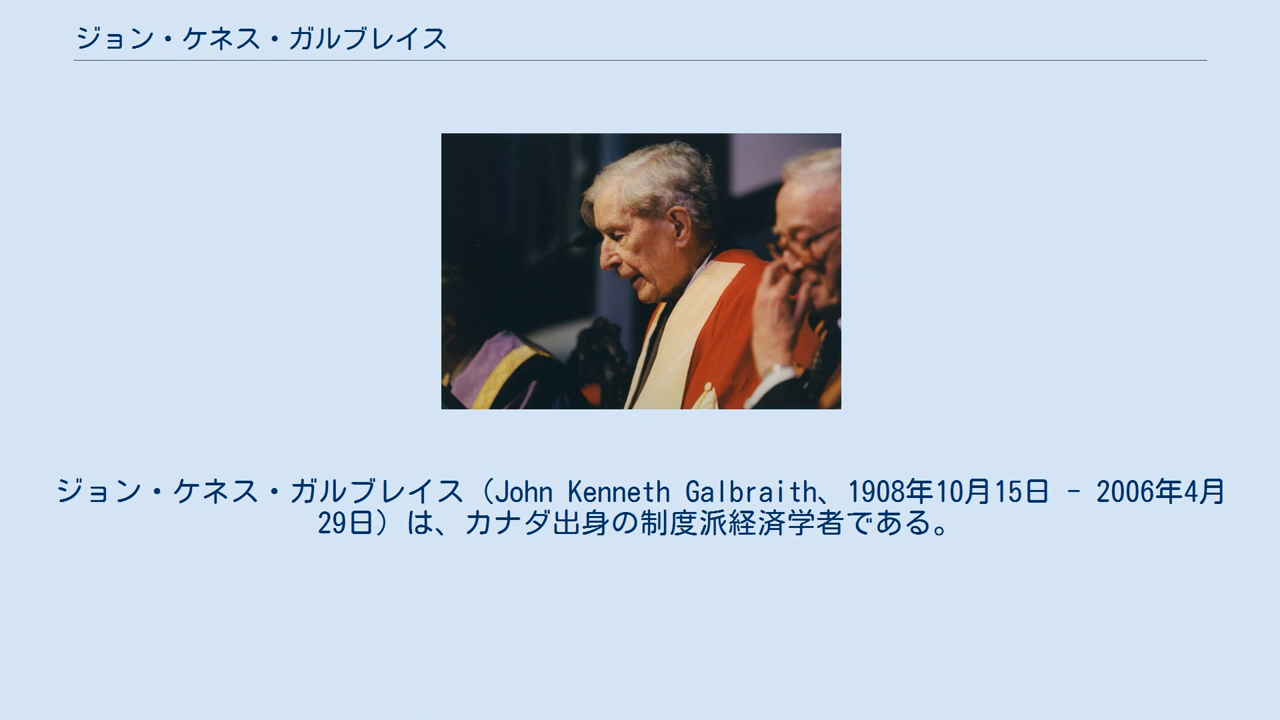 ジョン・ケネス・ガルブレイス
ジョン・ケネス・ガルブレイス（John Kenneth Galbraith、1908年10月15日 - 2006年4月
29日）は、カナダ出身の制度派経済学者である。